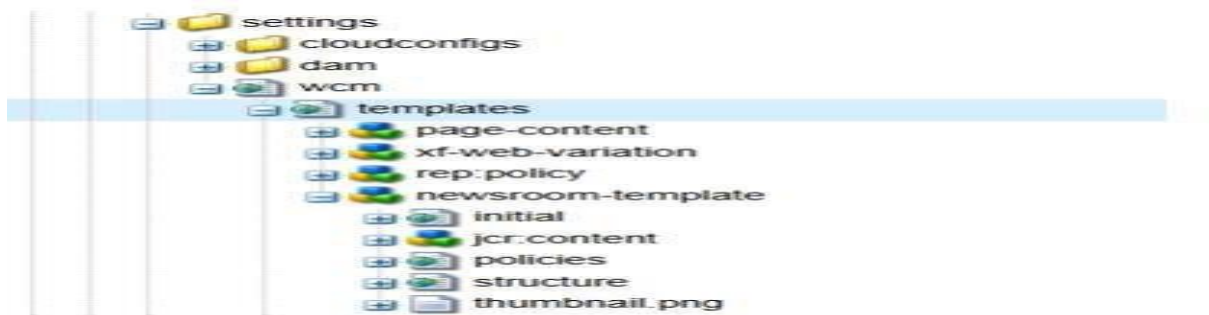 settings
cloudconfigs
dam
wcm
templates
page-content
xf-web-variation
rep:policy
newsroom-template
initial
jcr:content
policies
structure
thumbnail.png